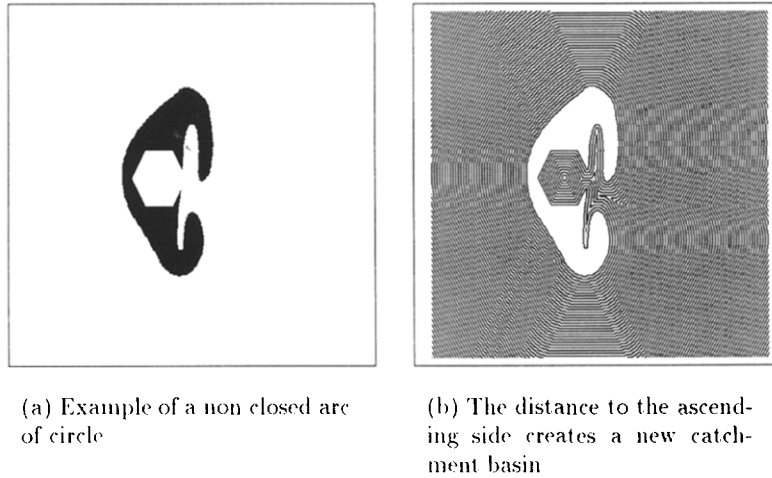 (a) Example of a non closed arc
of circle
(b) The distance to the ascend-
ing side creates a new catch-
ment basin